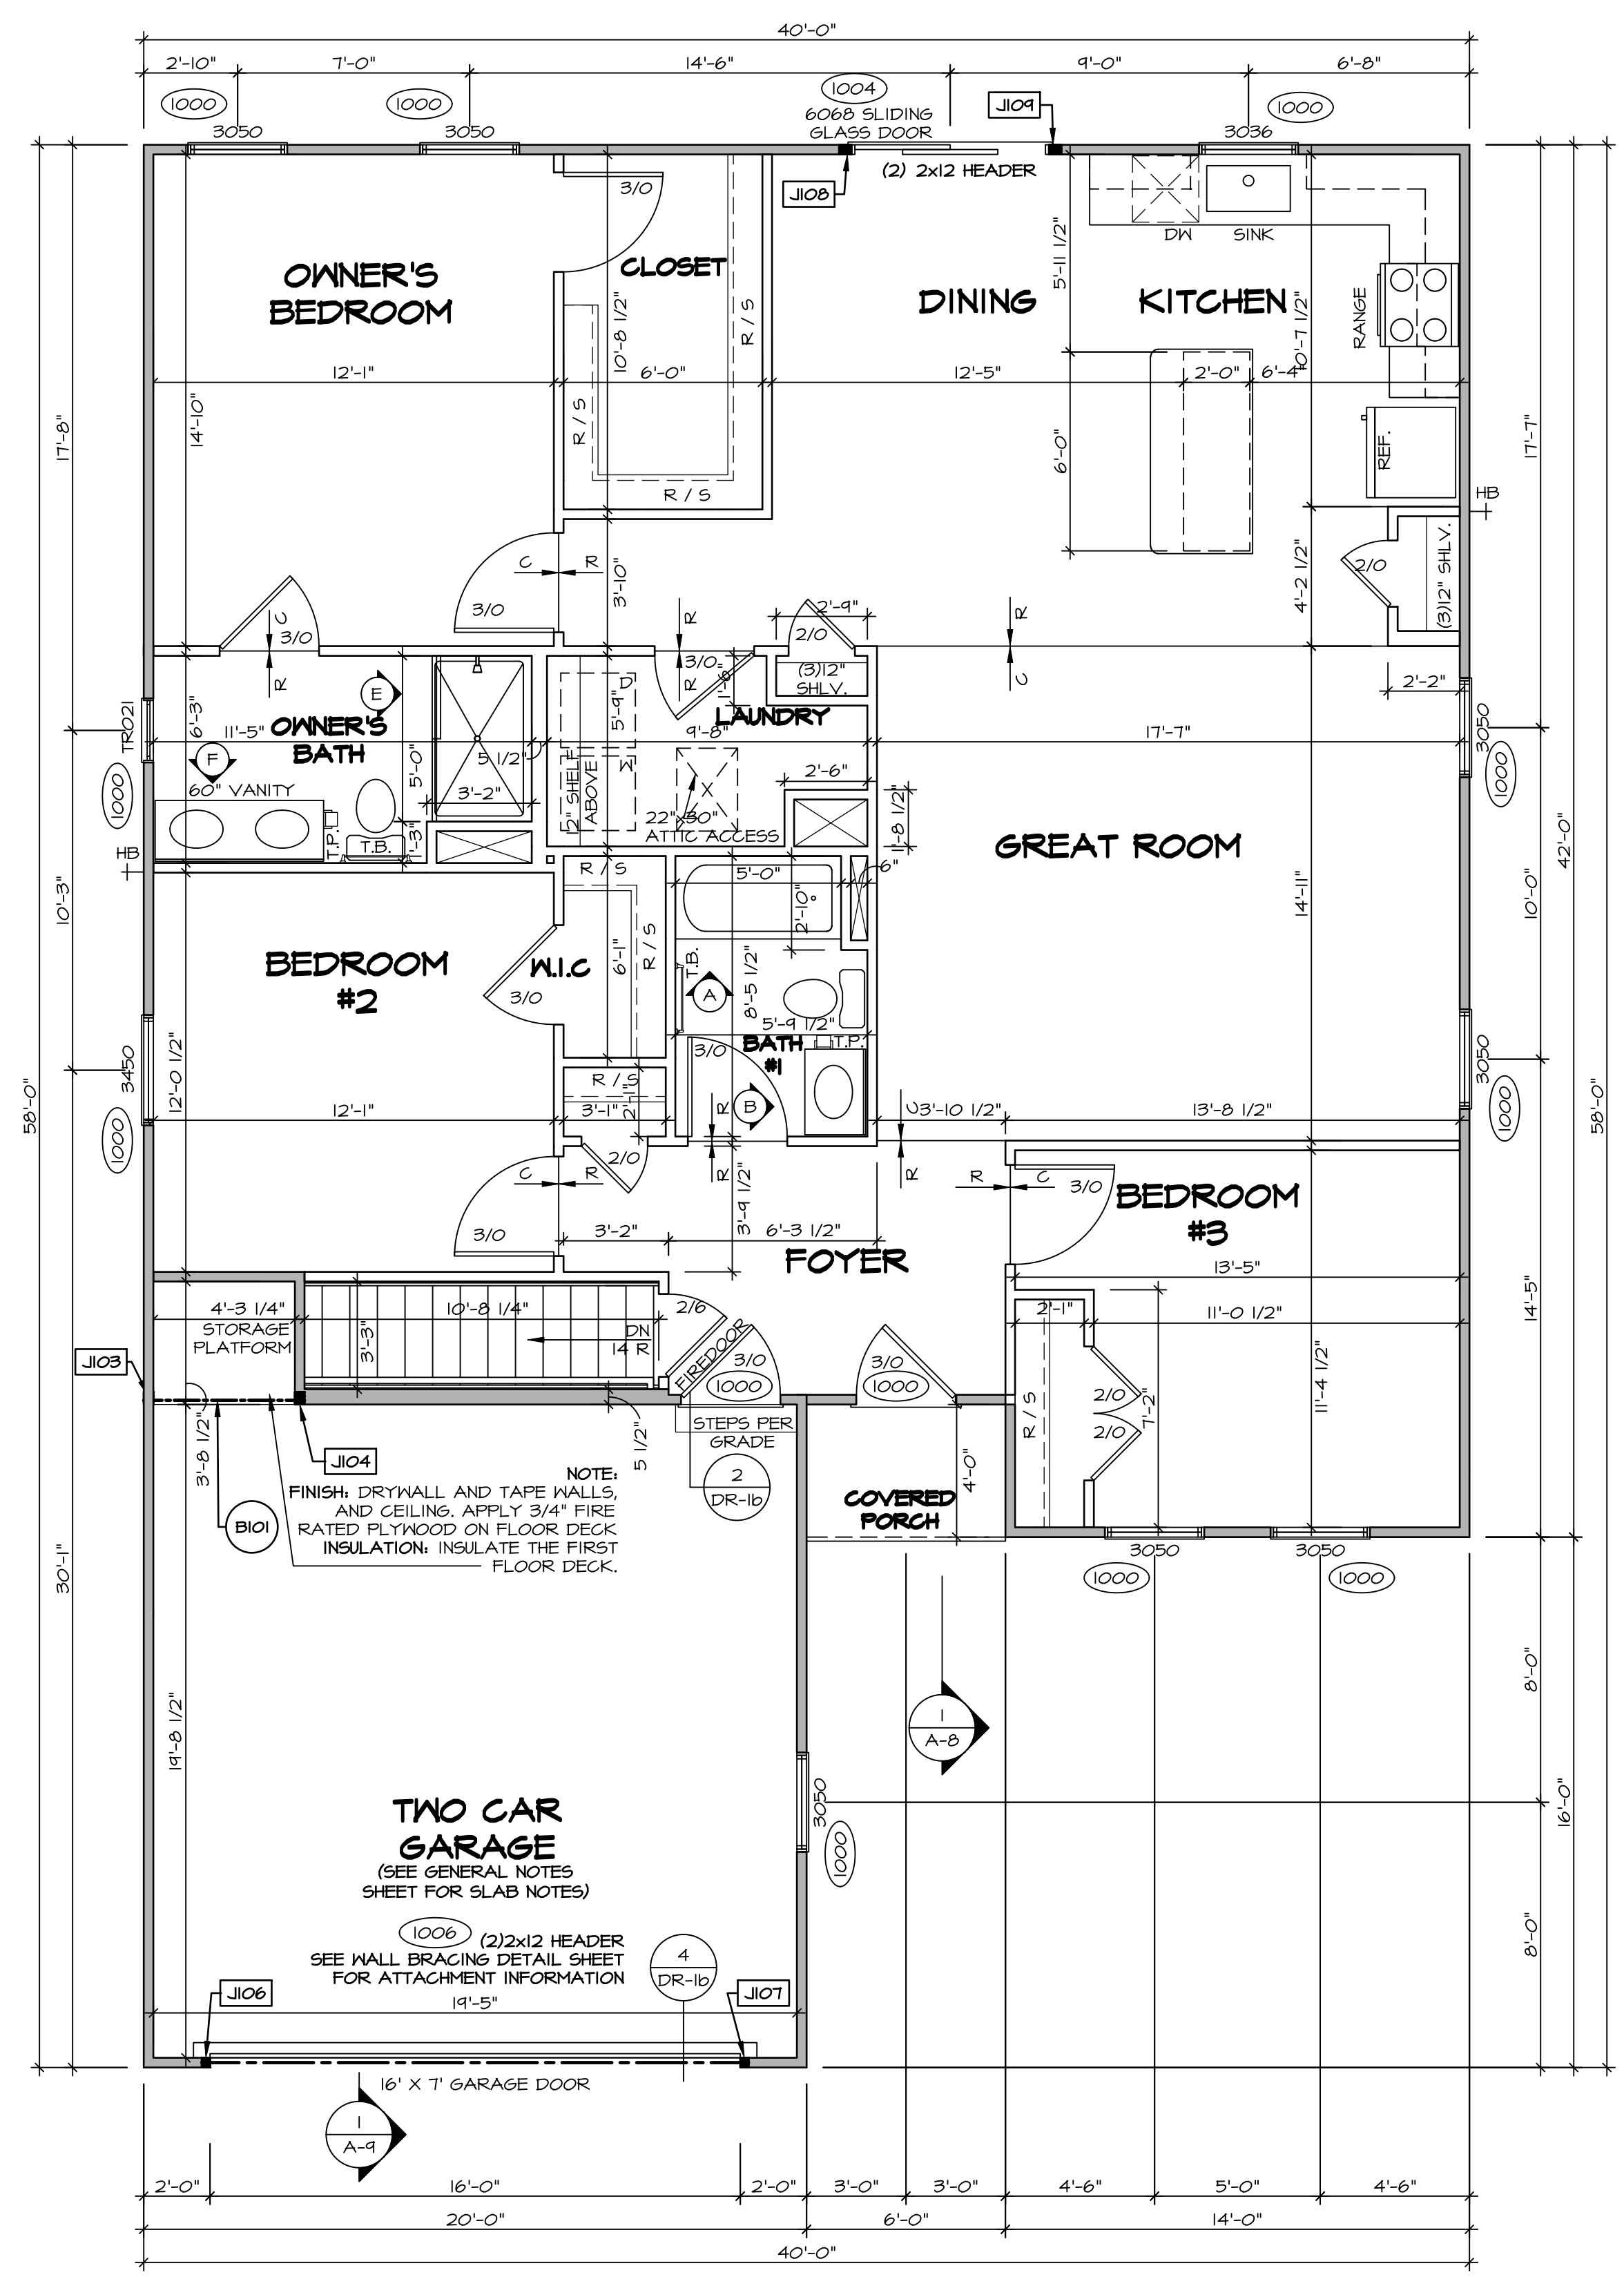 40'-0"
2'-10"
7'-0"
14'-6"
9'-0"
6'-8"
1000
1000
1004
6068 SLIDING
GLASS DOOR
J109
1000
3050
3050
3036
(2) 2x12 HEADER
J108
3/0
DW
SINK
OWNER'S
BEDROOM
CLOSET
DINING
KITCHEN
RANGE
5'-11 1/2"
10'-8 1/2"
R / S
10'-7 1/2"
12'-1"
6'-0"
12'-5"
2'-0"
6'-4"
17'-8"
14'-10"
R / S
6'-0"
REF.
17'-7"
R / S
HB
C
R
3'-10"
4'-2 1/2"
2/0
(3)12" SHLV.
3/0
C
3/0
R
R
2'-9"
2/0
R
C
3/0
R
1'-6"
(3)12"
SHLV.
2'-2"
TR021
6'-3"
E
D
5'-9"
LAUNDRY
11'-5"
OWNER'S
BATH
9'-8"
17'-7"
3050
F
5'-0"
5 1/2"
W
2'-6"
1000
1000
60" VANITY
3'-2"
12" SHELF
ABOVE
X
22"x30"
ATTIC ACCESS
1'-8 1/2"
42'-0"
T.P.
T.B.
1'-3"
HB
GREAT ROOM
R / S
5'-0"
6"
10'-3"
2'-10"
14'-11"
10'-0"
BEDROOM
#2
W.I.C
6'-1"
R / S
T.B.
A
8'-5 1/2"
3/0
5'-9 1/2"
BATH
#1
T.P.
3/0
3450
12'-0 1/2"
3050
R / S
58'-0"
58'-0"
12'-1"
3'-1"
2'-1"
R
B
C
3'-10 1/2"
13'-8 1/2"
1000
1000
2/0
R
R
C
R
R
C
3/0
BEDROOM
#3
3'-9 1/2"
3/0
3'-2"
6'-3 1/2"
FOYER
13'-5"
4'-3 1/4"
10'-8 1/4"
2/6
2'-1"
11'-0 1/2"
14'-5"
STORAGE
PLATFORM
3'-3"
DN
14 R
FIREDOOR
3/0
3/0
J103
1000
1000
11'-4 1/2"
R / S
2/0
7'-2"
2/0
3'-8 1/2"
J104
5 1/2"
STEPS PER
GRADE
4'-0"
NOTE:
FINISH: DRYWALL AND TAPE WALLS,
AND CEILING. APPLY 3/4" FIRE
RATED PLYWOOD ON FLOOR DECK
INSULATION: INSULATE THE FIRST
FLOOR DECK.
2
DR-1b
B101
COVERED
PORCH
30'-1"
3050
3050
1000
1000
8'-0"
19'-8 1/2"
1
A-8
TWO CAR
GARAGE
(SEE GENERAL NOTES
SHEET FOR SLAB NOTES)
3050
1000
16'-0"
1006
(2)2x12 HEADER
SEE WALL BRACING DETAIL SHEET
FOR ATTACHMENT INFORMATION
4
DR-1b
8'-0"
J106
19'-5"
J107
16' X 7' GARAGE DOOR
1
A-9
2'-0"
16'-0"
2'-0"
3'-0"
3'-0"
4'-6"
5'-0"
4'-6"
20'-0"
6'-0"
14'-0"
40'-0"